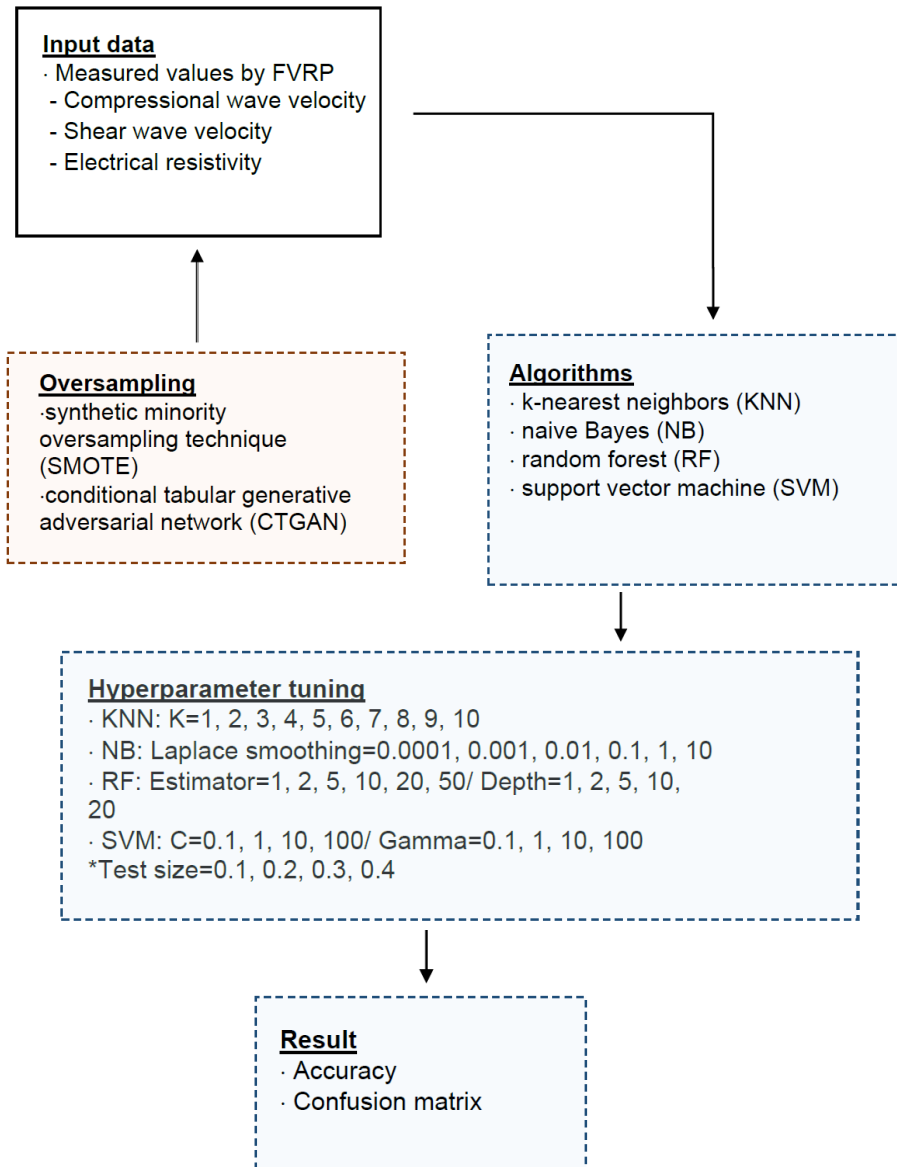 Input data
· Measured values by FVRP
- Compressional wave velocity
- Shear wave velocity
- Electrical resistivity
Oversampling
·synthetic minority
oversampling technique
(SMOTE)
·conditional tabular generative
adversarial network (CTGAN)
Algorithms
· k-nearest neighbors (KNN)
· naive Bayes (NB)
· random forest (RF)
· support vector machine (SVM)
Hyperparameter tuning
· KNN: K=1, 2, 3, 4, 5, 6, 7, 8, 9, 10
· NB: Laplace smoothing=0.0001, 0.001, 0.01, 0.1, 1, 10
· RF: Estimator=1, 2, 5, 10, 20, 50/ Depth=1, 2, 5, 10,
20
· SVM: C=0.1, 1, 10, 100/ Gamma=0.1, 1, 10, 100
*Test size=0.1, 0.2, 0.3, 0.4
Result
· Accuracy
· Confusion matrix